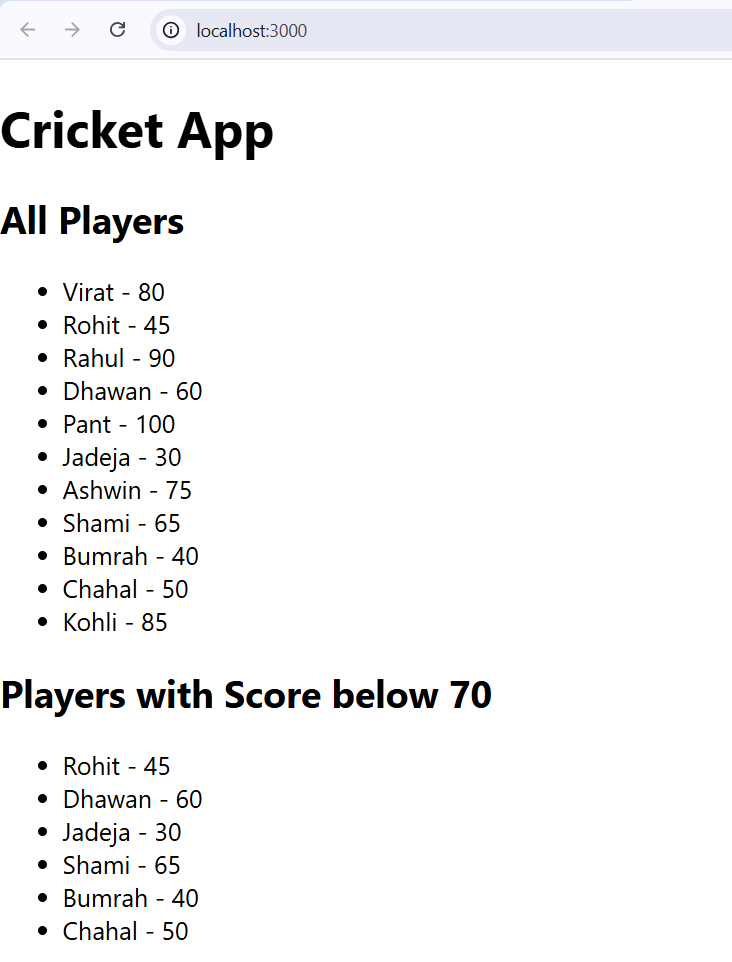 localhost:3000
Cricket App
All Players
Virat - 80
Rohit - 45
Rahul - 90
Dhawan - 60
Pant - 100
Jadeja - 30
Ashwin - 75
Shami - 65
Bumrah - 40
Chahal - 50
Kohli - 85
Players with Score below 70
Rohit - 45
Dhawan - 60
Jadeja - 30
Shami - 65
Bumrah - 40
Chahal - 50